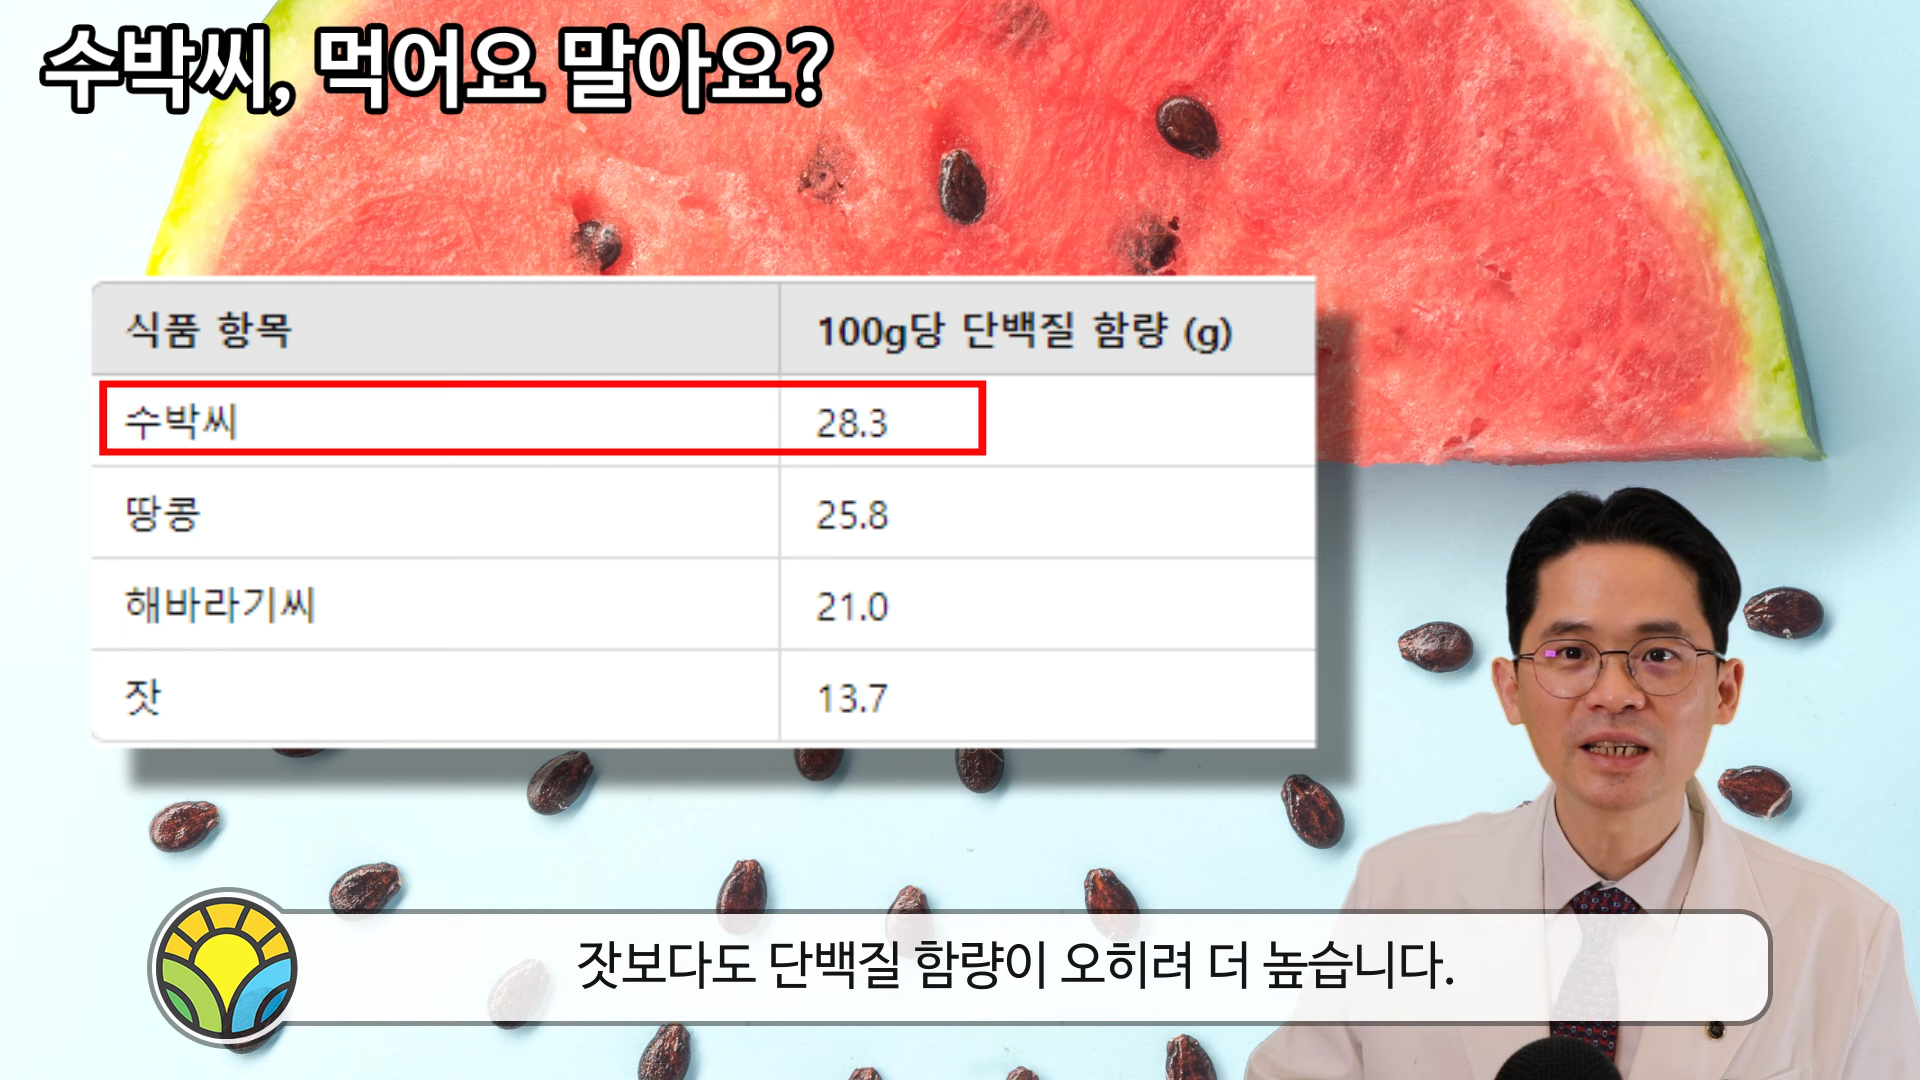 수박씨, 먹어요 말아요?
식품 항목 100g당 단백질 함량 (g)
수박씨 28.3
땅콩 25.8
해바라기씨 21.0
잣 13.7
잣보다도 단백질 함량이 오히려 더 높습니다.